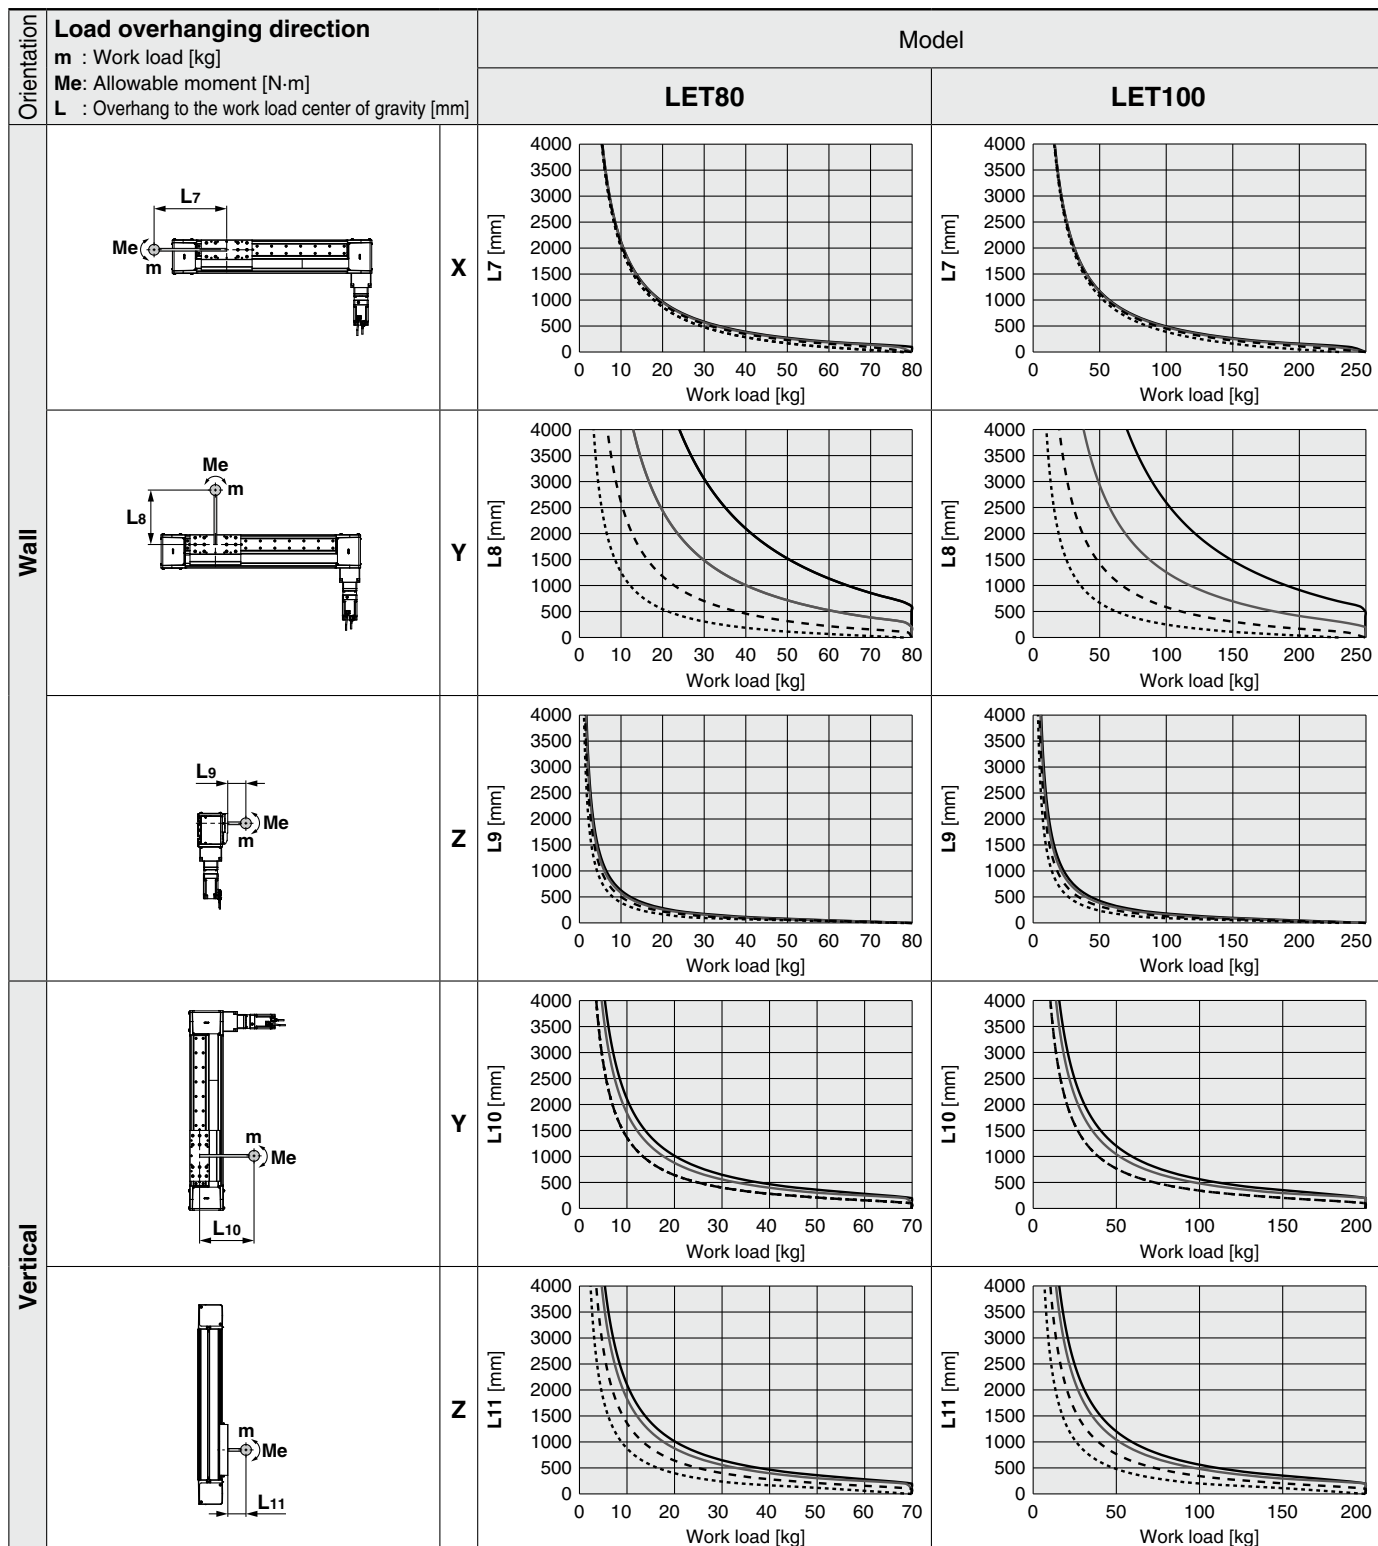 Orientation
Load overhanging direction
m : Work load [kg]
Me: Allowable moment [N·m]
L : Overhang to the work load center of gravity [mm]
Model
LET80
LET100
Wall
L7
Me
m
X
L7 [mm]
4000
3500
3000
2500
2000
1500
1000
500
0
0 10 20 30 40 50 60 70 80
Work load [kg]
L7 [mm]
4000
3500
3000
2500
2000
1500
1000
500
0
0 50 100 150 200 250
Work load [kg]
Me
m
L8
Y
L8 [mm]
4000
3500
3000
2500
2000
1500
1000
500
0
0 10 20 30 40 50 60 70 80
Work load [kg]
L8 [mm]
4000
3500
3000
2500
2000
1500
1000
500
0
0 50 100 150 200 250
Work load [kg]
L9
Me
m
Z
L9 [mm]
4000
3500
3000
2500
2000
1500
1000
500
0
0 10 20 30 40 50 60 70 80
Work load [kg]
L9 [mm]
4000
3500
3000
2500
2000
1500
1000
500
0
0 50 100 150 200 250
Work load [kg]
Vertical
m
Me
L10
Y
L10 [mm]
4000
3500
3000
2500
2000
1500
1000
500
0
0 10 20 30 40 50 60 70
Work load [kg]
L10 [mm]
4000
3500
3000
2500
2000
1500
1000
500
0
0 50 100 150 200
Work load [kg]
m
Me
L11
Z
L11 [mm]
4000
3500
3000
2500
2000
1500
1000
500
0
0 10 20 30 40 50 60 70
Work load [kg]
L11 [mm]
4000
3500
3000
2500
2000
1500
1000
500
0
0 50 100 150 200
Work load [kg]